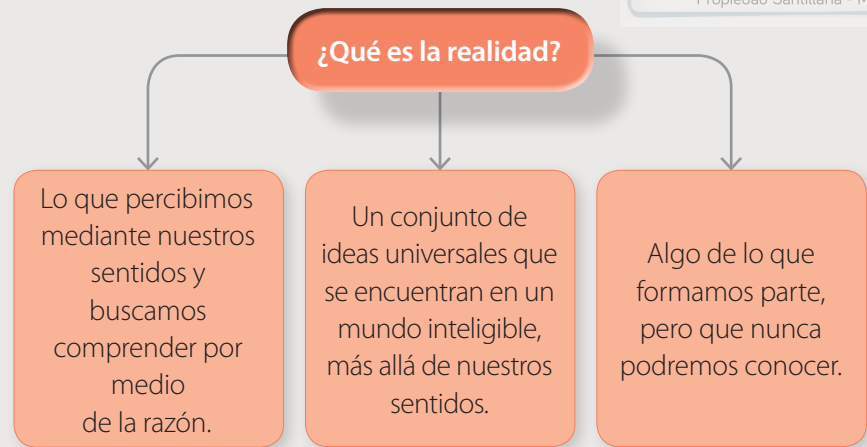 Propiedad Santillana - M
¿Qué es la realidad?
Lo que percibimos
mediante nuestros
sentidos y
buscamos
comprender por
medio
de la razón.
Un conjunto de
ideas universales que
se encuentran en un
mundo inteligible,
más allá de nuestros
sentidos.
Algo de lo que
formamos parte,
pero que nunca
podremos conocer.